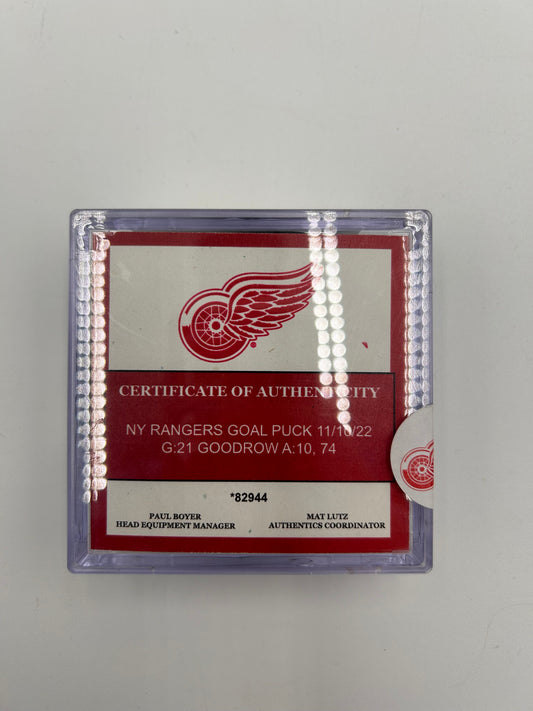 CERTIFICATE OF AUTHENTICITY
NY RANGERS GOAL PUCK 11/10/22
G:21 GOODROW A:10, 74
*82944
PAUL BOYER
HEAD EQUIPMENT MANAGER
MAT LUTZ
AUTHENTICS COORDINATOR